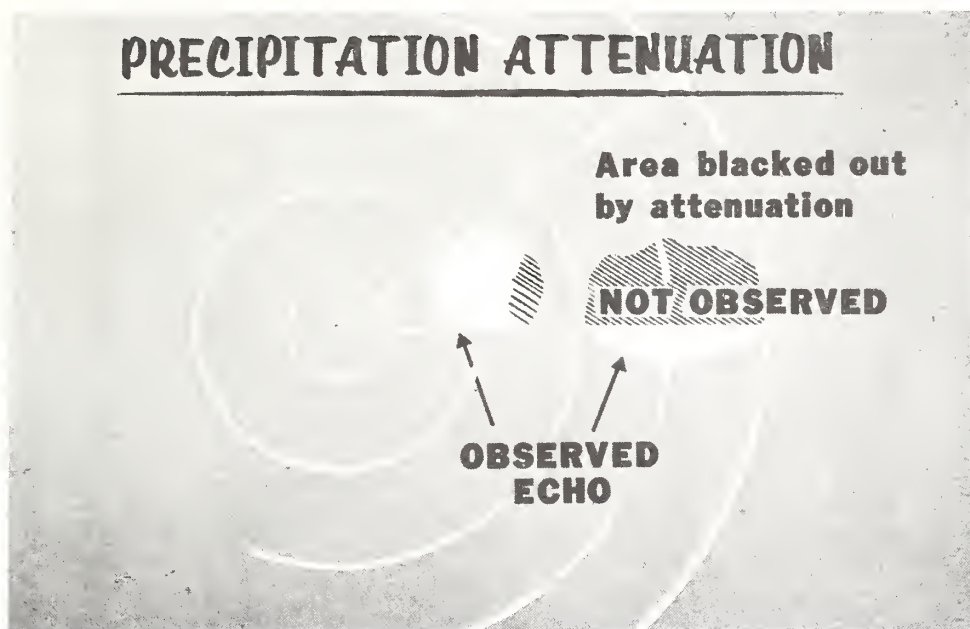 PRECIPITATION ATTENUATION
Area blacked out
by attenuation
NOT OBSERVED
OBSERVED
ECHO